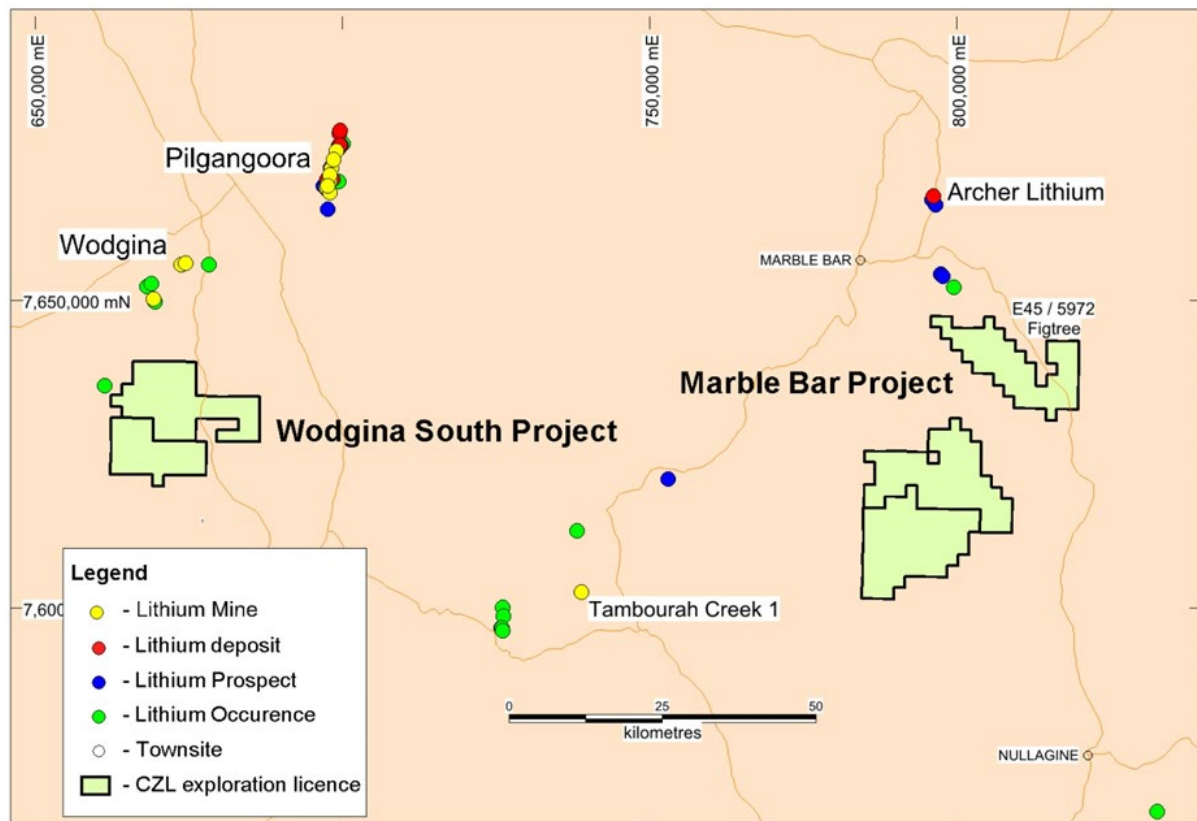 650,000 mE
750,000 mE
800,000 mE
Pilgangoora
Archer Lithium
Wodgina
MARBLE BAR
7,650,000 mN
E45 / 5972
Figtree
Marble Bar Project
Wodgina South Project
Legend
- Lithium Mine
- Lithium deposit
- Lithium Prospect
- Lithium Occurence
- Townsite
- CZL exploration licence
7,600
Tambourah Creek 1
0 25 50
kilometres
NULLAGINE